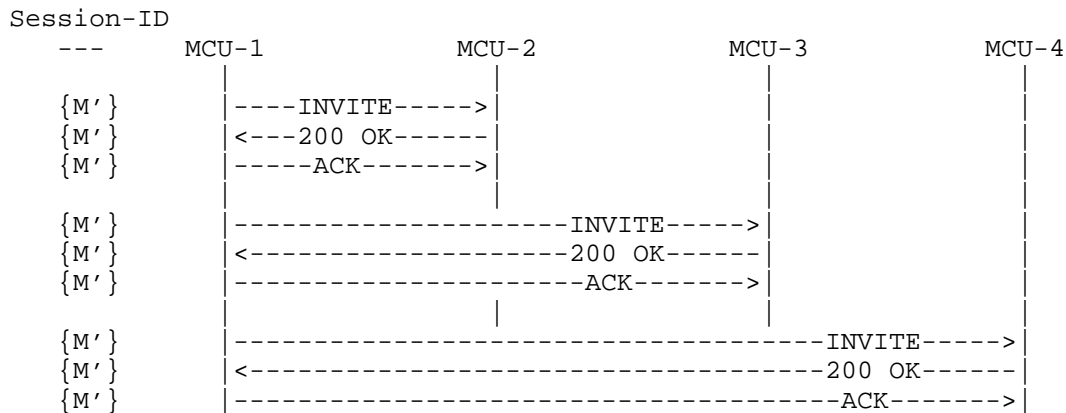 Session-ID
   ---      MCU-1               MCU-2              MCU-3              MCU-4
              |                   |                  |                  |
   {M'}       |----INVITE----->|                  |                  |
   {M'}       |<---200 OK------|                  |                  |
   {M'}       |-----ACK------->|                  |                  |
              |                   |                  |                  |
   {M'}       |---------------------INVITE----->|                  |
   {M'}       |<--------------------200 OK------|                  |
   {M'}       |----------------------ACK------->|                  |
              |                   |                  |                  |
   {M'}       |-------------------------------------INVITE----->|
   {M'}       |<------------------------------------200 OK------|
   {M'}       |--------------------------------------ACK------->|